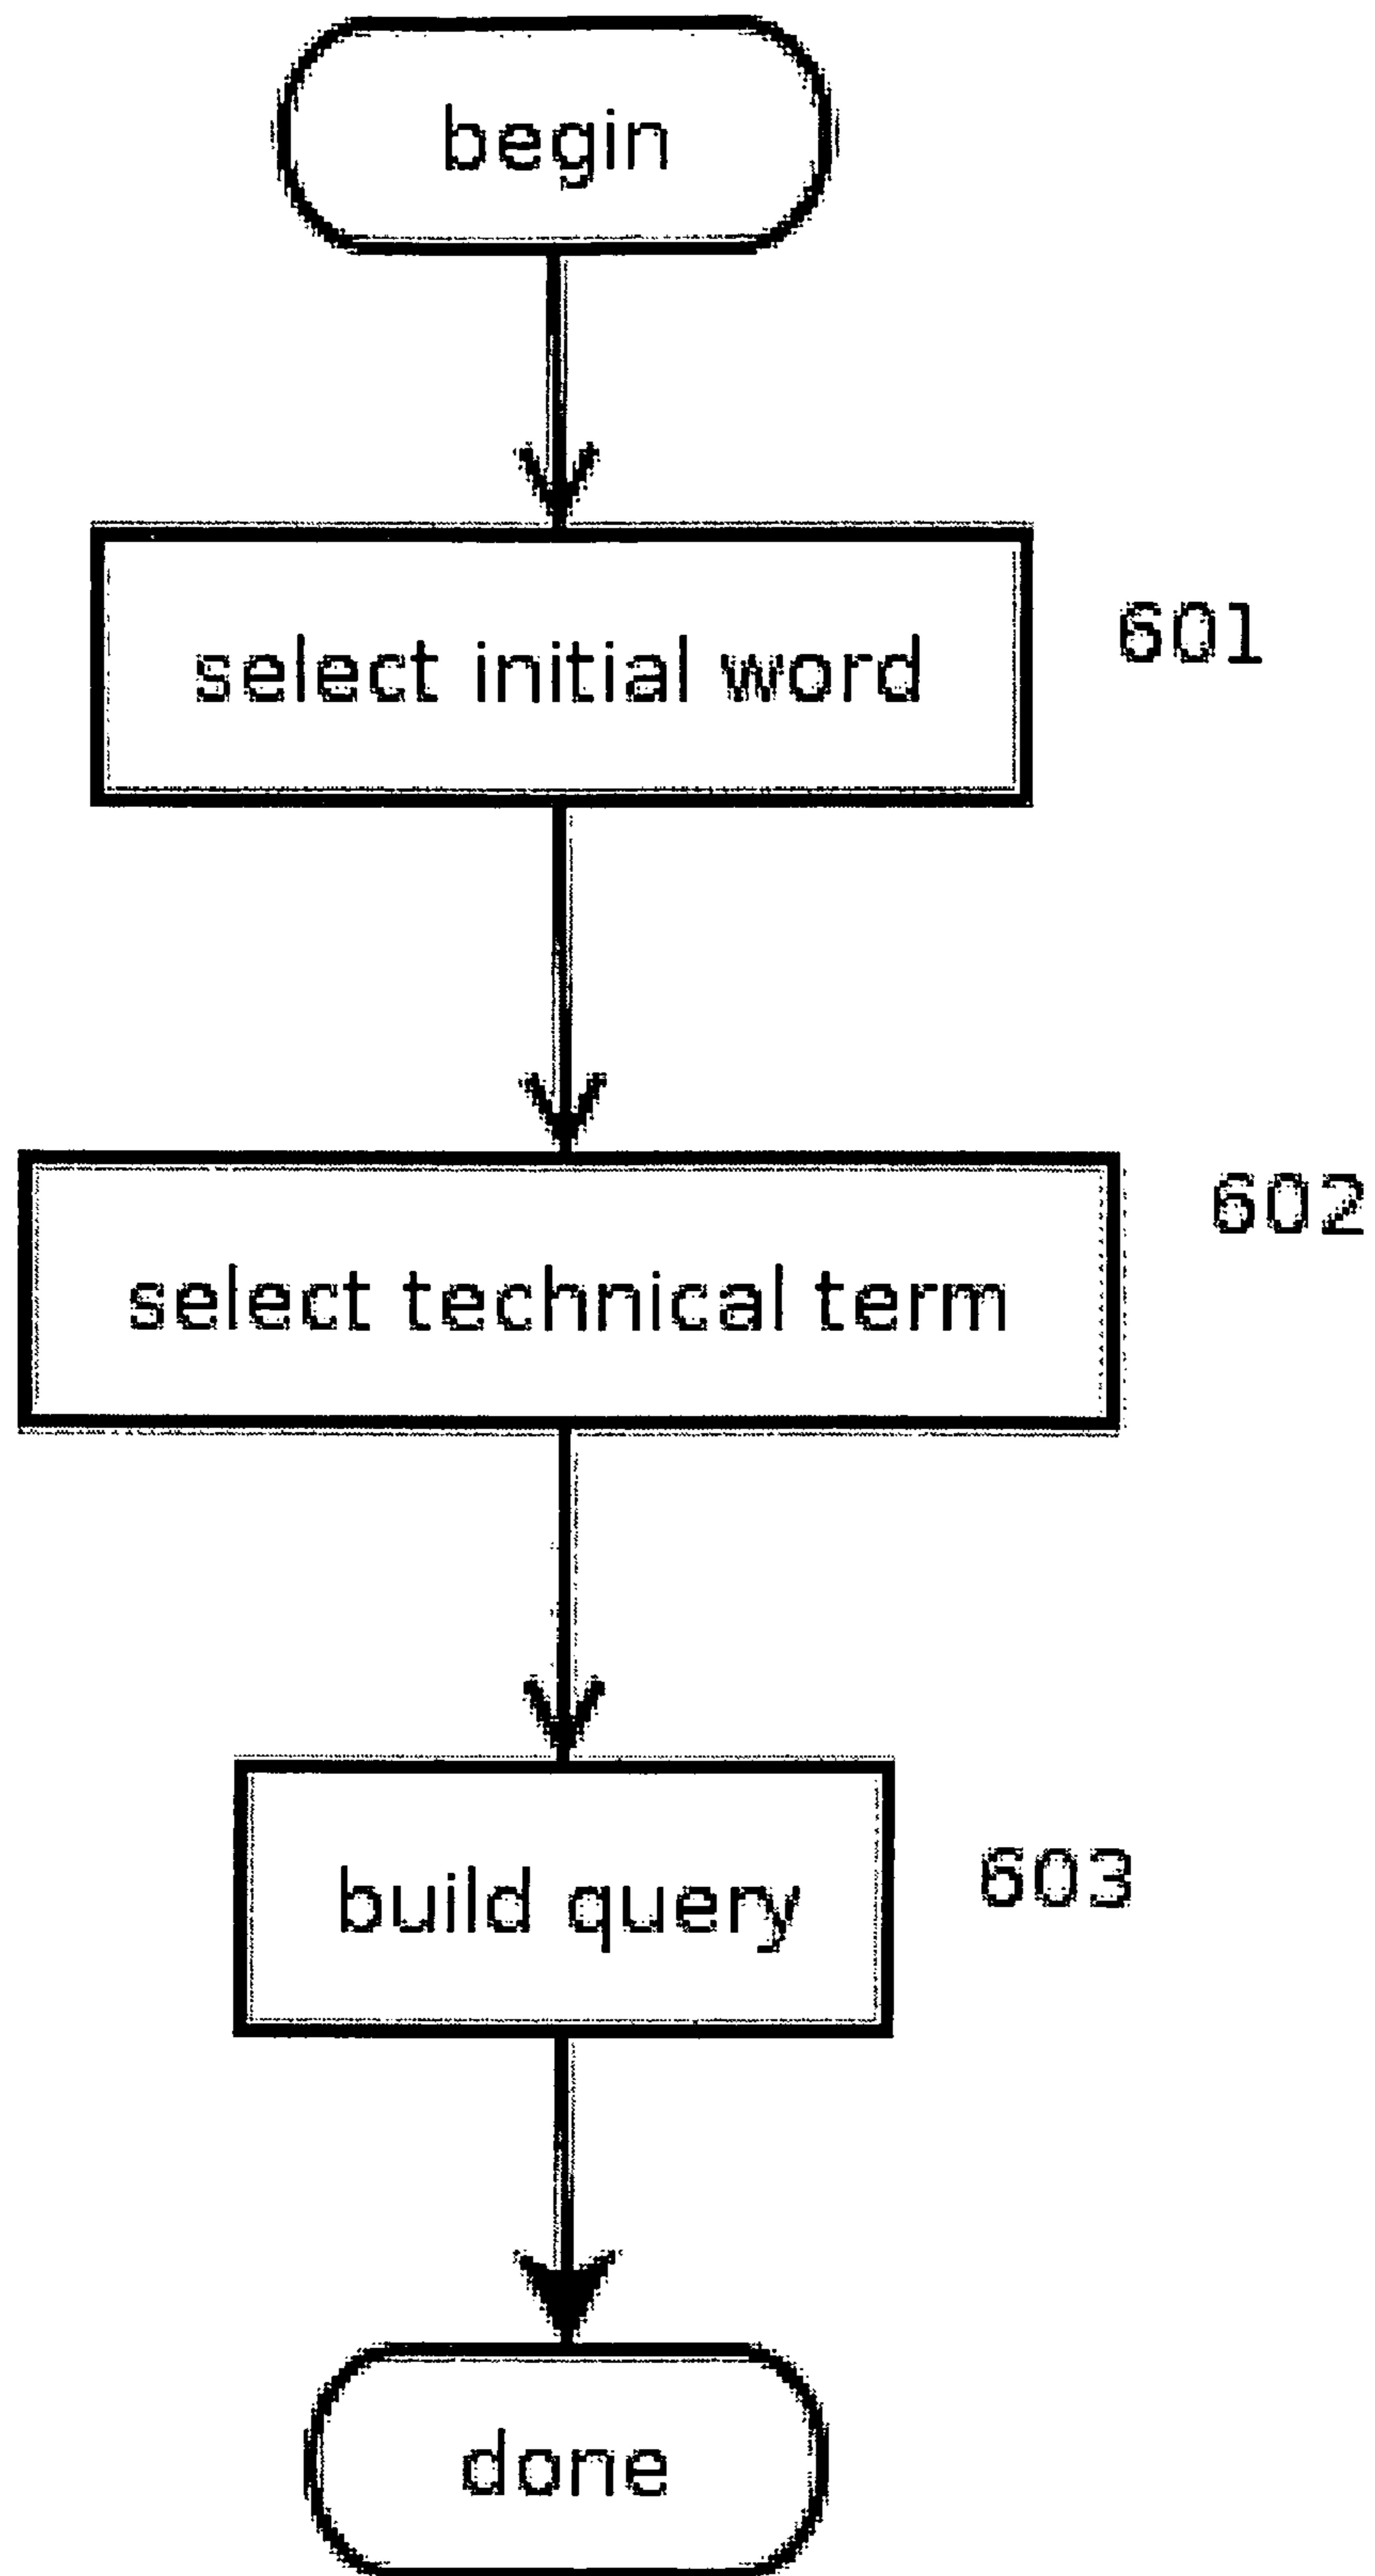 begin
select initial word
601
select technical term
602
build query
603
done